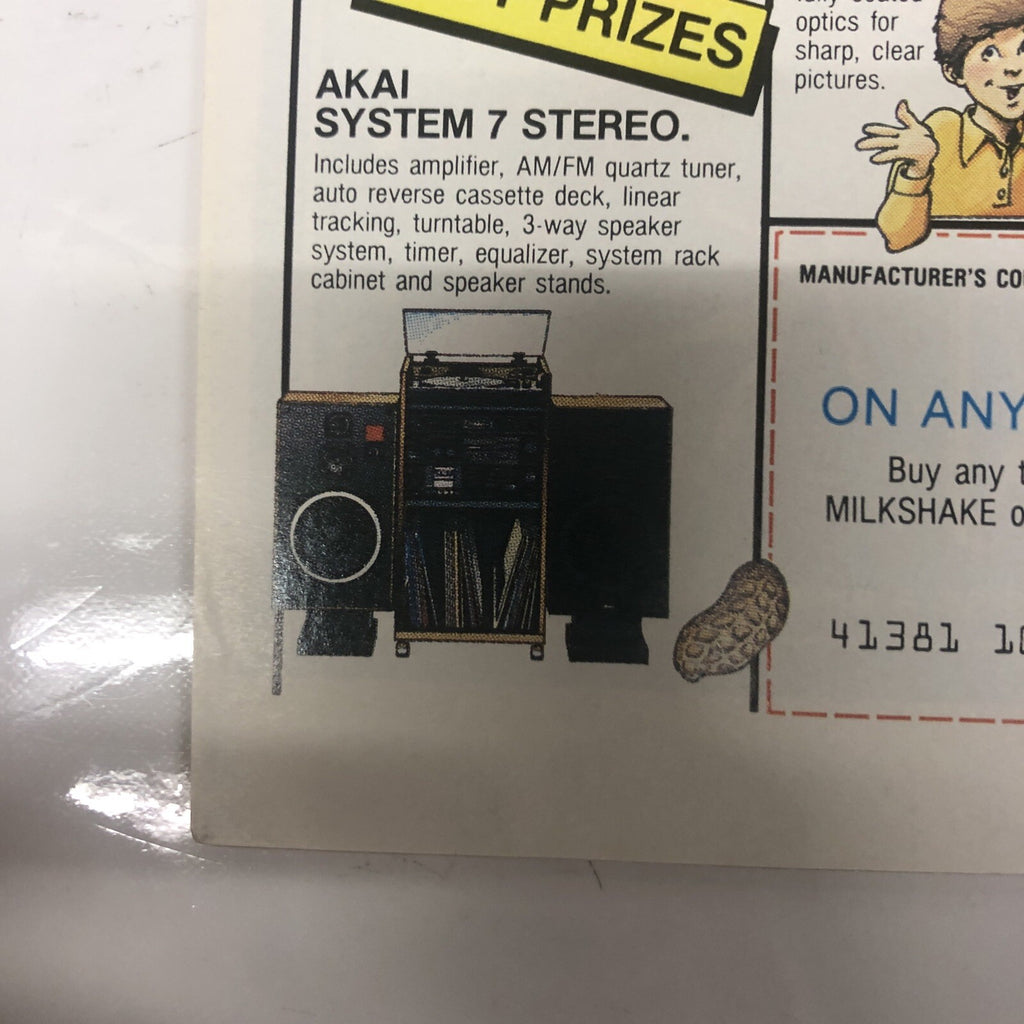 PRIZES
AKAI
SYSTEM 7 STEREO.
Includes amplifier, AM/FM quartz tuner,
auto reverse cassette deck, linear
tracking, turntable, 3-way speaker
system, timer, equalizer, system rack
cabinet and speaker stands.
optics for
sharp, clear
pictures.
MANUFACTURER'S
ON ANY
Buy any
MILKSHAKE
41381